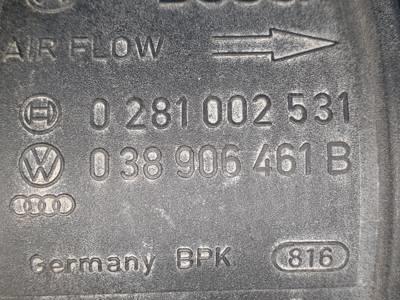 AIR FLOW
0 281 002 531
038 906 461 B
Germany BPK 816